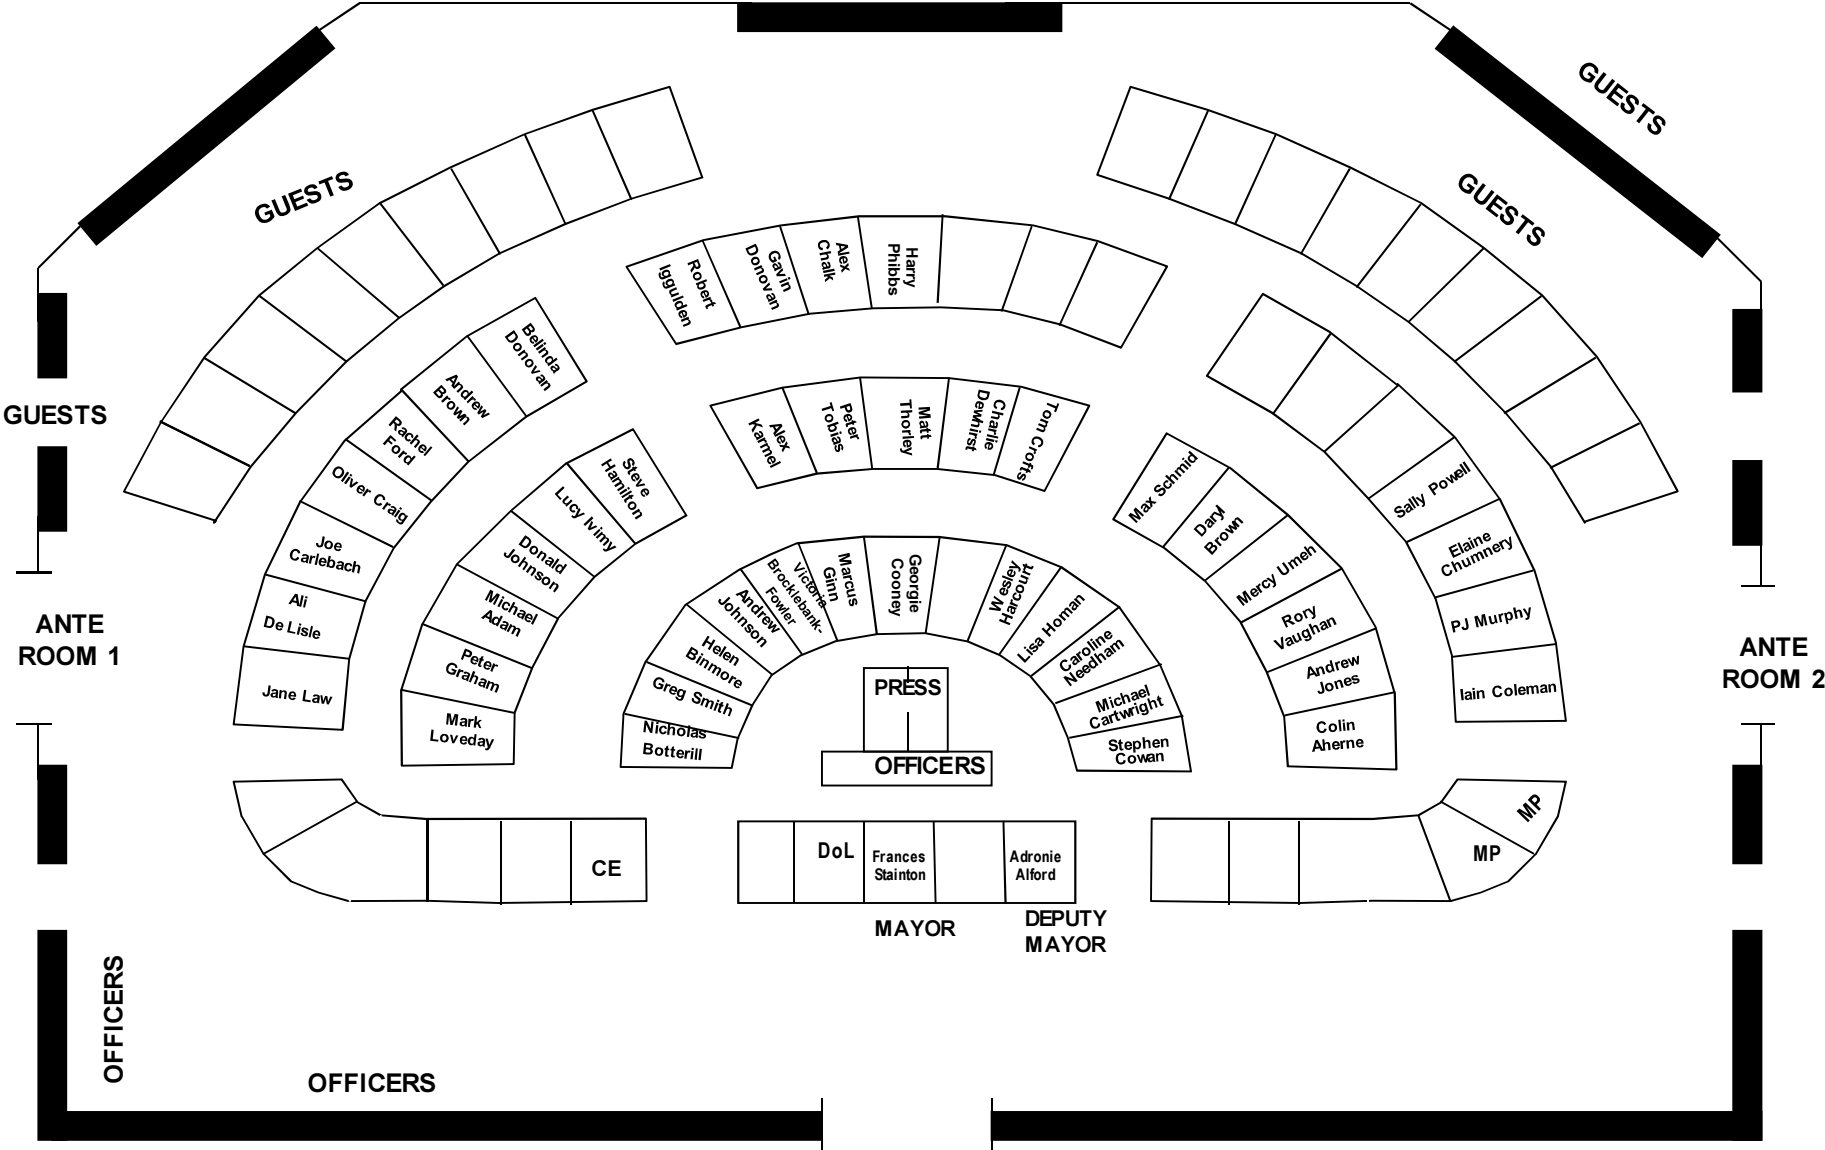 GUESTS
GUESTS
GUESTS
GUESTS
Robert
Iggulden
Gavin
Donovan
Alex
Chalk
Harry
Phibbs
Belinda
Donovan
Andrew
Brown
Rachel
Ford
Oliver Craig
Joe
Carlebach
Ali
De Lisle
Jane Law
Steve
Hamilton
Lucy Ivimy
Donald
Johnson
Michael
Adam
Peter
Graham
Mark
Loveday
Alex
Karmel
Peter
Tobias
Matt
Thorley
Charlie
Dewhirst
Tom Crofts
Max Schmid
Daryl
Brown
Mercy Umeh
Rory
Vaughan
Andrew
Jones
Colin
Aherne
Sally Powell
Elaine
Chumnery
PJ Murphy
Iain Coleman
Nicholas
Botterill
Greg Smith
Helen
Binmore
Andrew
Johnson
Victoria
Brocklebank-
Fowler
Marcus
Ginn
Georgie
Cooney
Wesley
Harcourt
Lisa Homan
Caroline
Needham
Michael
Cartwright
Stephen
Cowan
ANTE
ROOM 1
ANTE
ROOM 2
PRESS
OFFICERS
CE
DoL
Frances
Stainton
Adronie
Alford
MP
MP
MAYOR
DEPUTY
MAYOR
OFFICERS
OFFICERS